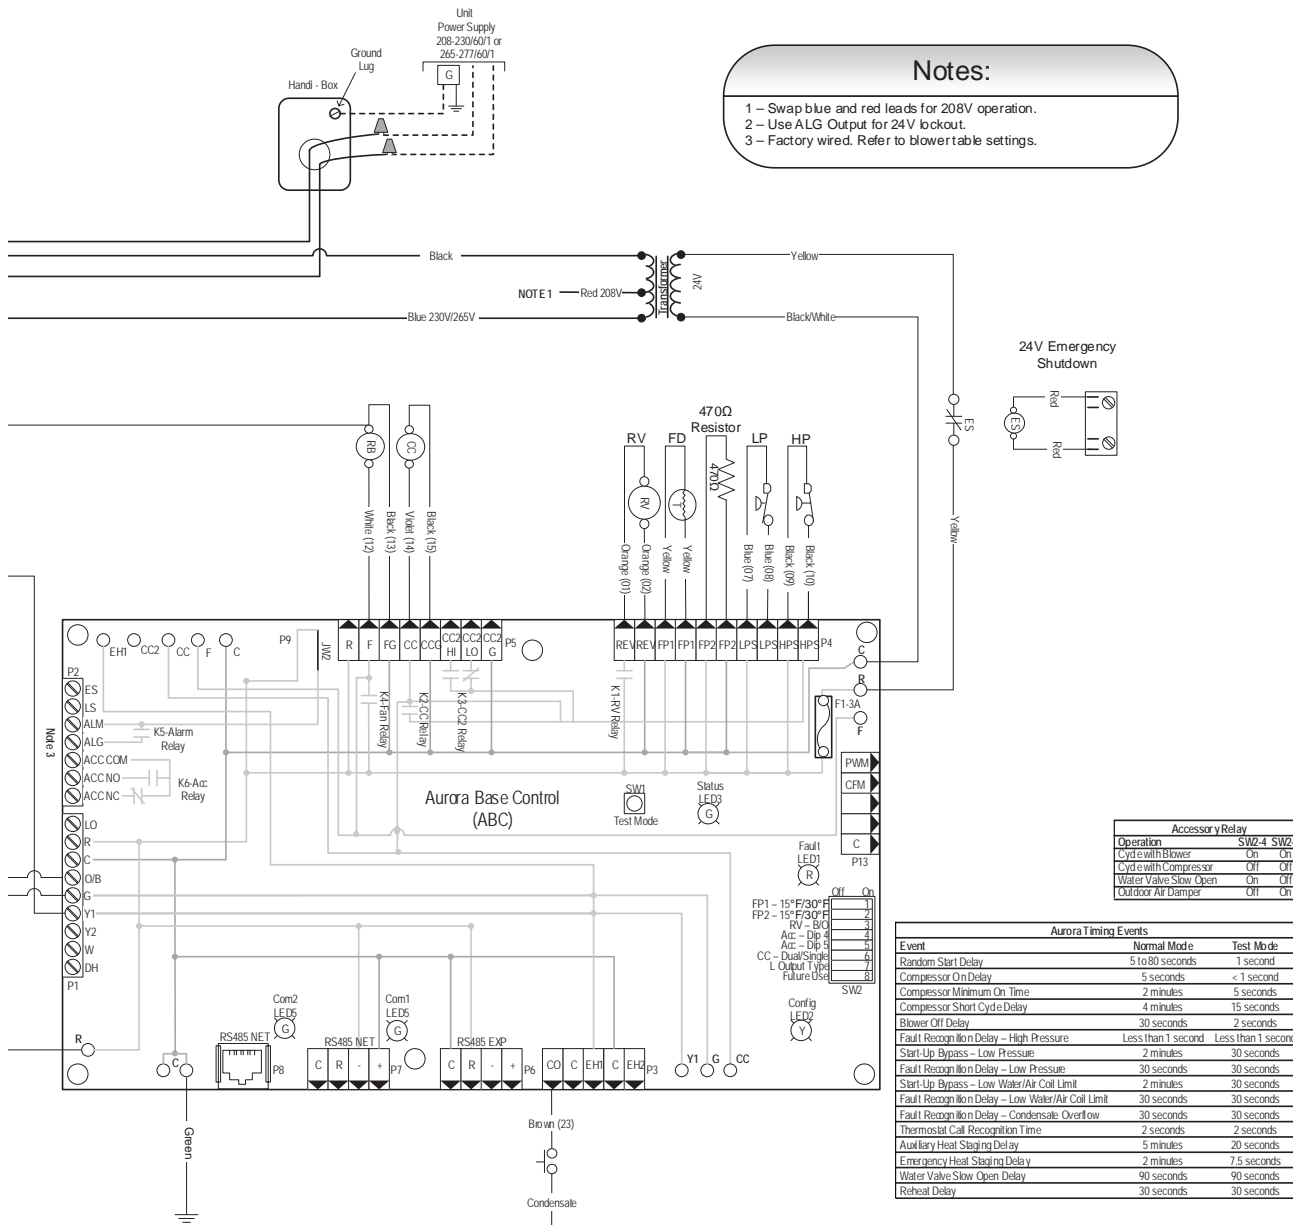 Unit
Power Supply
208-230/60/1 or
265-277/60/1
Ground
Lug
G
Handi - Box
Notes:
1 – Swap blue and red leads for 208V operation.
2 – Use ALG Output for 24V lockout.
3 – Factory wired. Refer to blower table settings.
Black
Yellow
Transformer
24V
NOTE 1
Red 208V
Blue 230V/265V
Black/White
24V Emergency
Shutdown
Red
ES
ES
Red
Yellow
470Ω
Resistor
RV FD LP HP
RB
CC
RV
T
470Ω
White (12)
Black (13)
Violet (14)
Black (15)
Orange (01)
Orange (02)
Yellow
Yellow
Blue (07)
Blue (08)
Black (09)
Black (10)
EH1 CC2 CC F C
P9
JW2
R F FG CC CCG CC2 HI CC2 LO CC2 G P5
REV REV FP1 FP1 FP2 FP2 LPS LPS HPS HPS P4
C
R
F1-3A
F
P2
ES
LS
ALM
ALG
ACC COM
ACC NO
ACC NC
Note 3
K5-Alarm
Relay
K6-Acc
Relay
K4-Fan Relay
K2-CC Relay
K3-CC2 Relay
K1-RV Relay
Aurora Base Control
(ABC)
SW1
Test Mode
Status
LED3
G
PWM
CFM
C
P13
LO
R
C
O/B
G
Y1
Y2
W
DH
P1
Fault
LED1
R
Off On
FP1 – 15°F/30°F 1
FP2 – 15°F/30°F 2
RV – B/O 3
Acc – Dip 4 4
Acc – Dip 5 5
CC – Dual/Single 6
L Output Type 7
Future Use 8
SW2
Config
LED2
Y
R
C
Com2
LED5
G
Com1
LED5
G
RS485 NET
P8
RS485 NET
C R - + P7
RS485 EXP
C R - + P6
CO C EH1 C EH2 P3
Y1 G CC
Green
Brown (23)
Condensate
Accessory Relay
Operation SW2-4 SW2-
Cycle with Blower On On
Cycle with Compressor Off Off
Water Valve Slow Open On Off
Outdoor Air Damper Off On
Aurora Timing Events
Event Normal Mode Test Mode
Random Start Delay 5 to 80 seconds 1 second
Compressor On Delay 5 seconds < 1 second
Compressor Minimum On Time 2 minutes 5 seconds
Compressor Short Cycle Delay 4 minutes 15 seconds
Blower Off Delay 30 seconds 2 seconds
Fault Recognition Delay – High Pressure Less than 1 second Less than 1 second
Start-Up Bypass – Low Pressure 2 minutes 30 seconds
Fault Recognition Delay – Low Pressure 30 seconds 30 seconds
Start-Up Bypass – Low Water/Air Coil Limit 2 minutes 30 seconds
Fault Recognition Delay – Low Water/Air Coil Limit 30 seconds 30 seconds
Fault Recognition Delay – Condensate Overflow 30 seconds 30 seconds
Thermostat Call Recognition Time 2 seconds 2 seconds
Auxiliary Heat Staging Delay 5 minutes 20 seconds
Emergency Heat Staging Delay 2 minutes 7.5 seconds
Water Valve Slow Open Delay 90 seconds 90 seconds
Reheat Delay 30 seconds 30 seconds